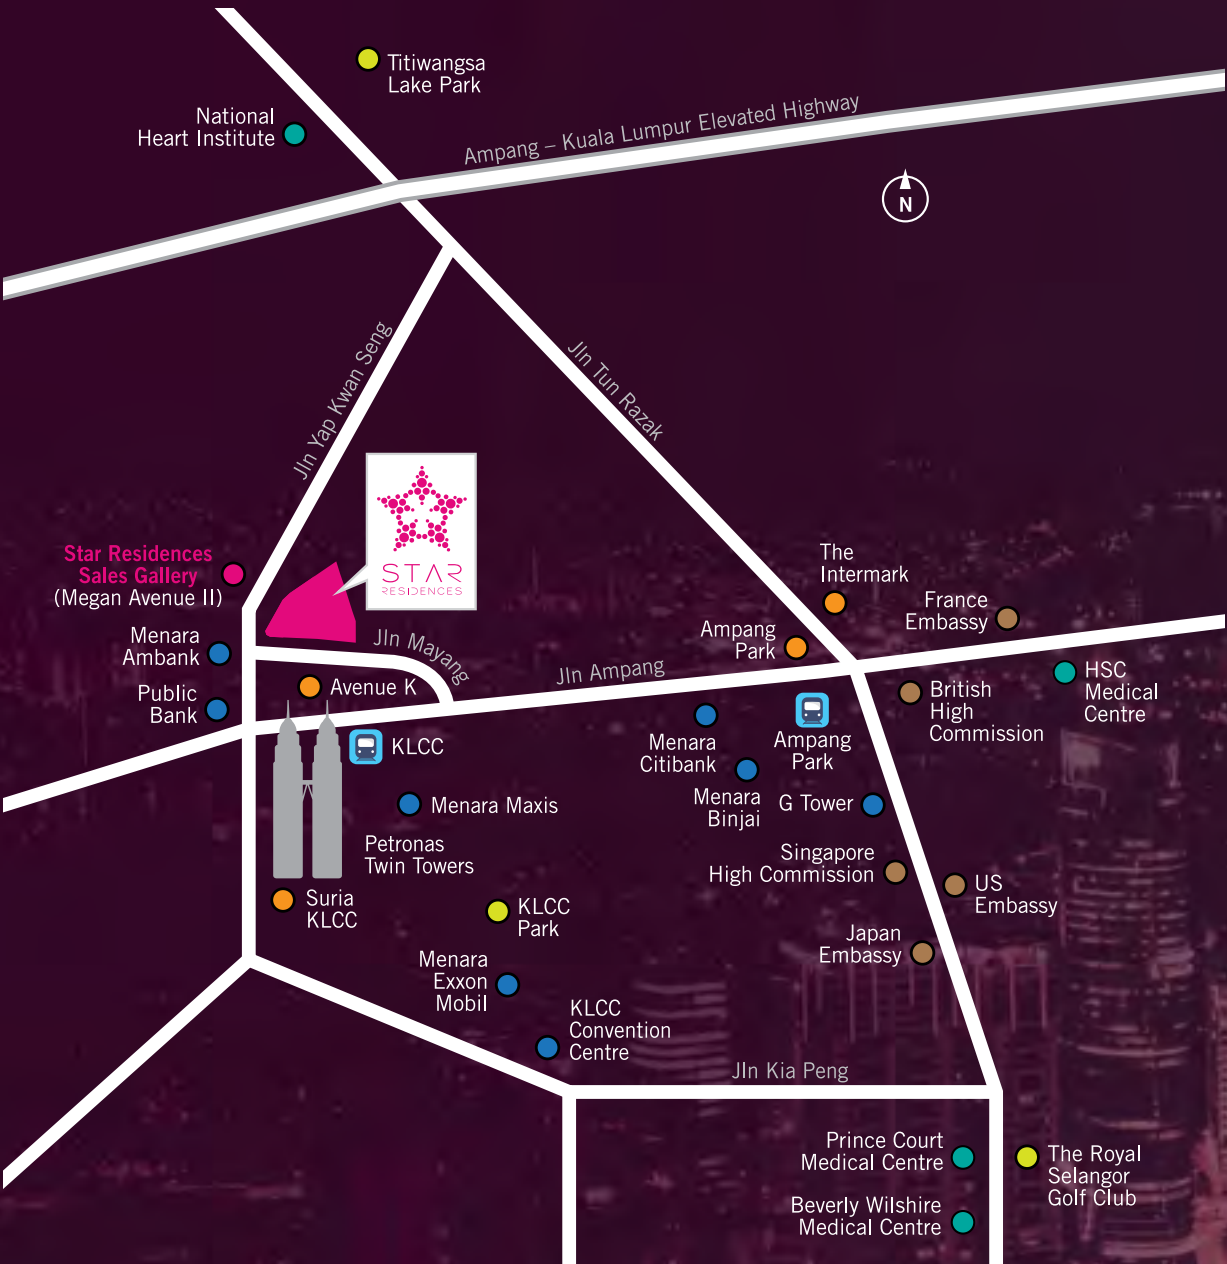 Titiwangsa
Lake Park
National
Heart Institute
Ampang – Kuala Lumpur Elevated Highway
N
Jln Yap Kwan Seng
Jln Tun Razak
STAR
RESIDENCES
Star Residences
Sales Gallery
(Megan Avenue II)
The
Intermark
France
Embassy
Ampang
Park
Menara
Ambank
Jln Mayang
Jln Ampang
HSC
Medical
Centre
Public
Bank
Avenue K
British
High
Commission
KLCC
Menara
Citibank
Ampang
Park
Menara
Binjai
G Tower
Menara Maxis
Petronas
Twin Towers
Singapore
High Commission
US
Embassy
Suria
KLCC
KLCC
Park
Japan
Embassy
Menara
Exxon
Mobil
KLCC
Convention
Centre
Jln Kia Peng
Prince Court
Medical Centre
The Royal
Selangor
Golf Club
Beverly Wilshire
Medical Centre